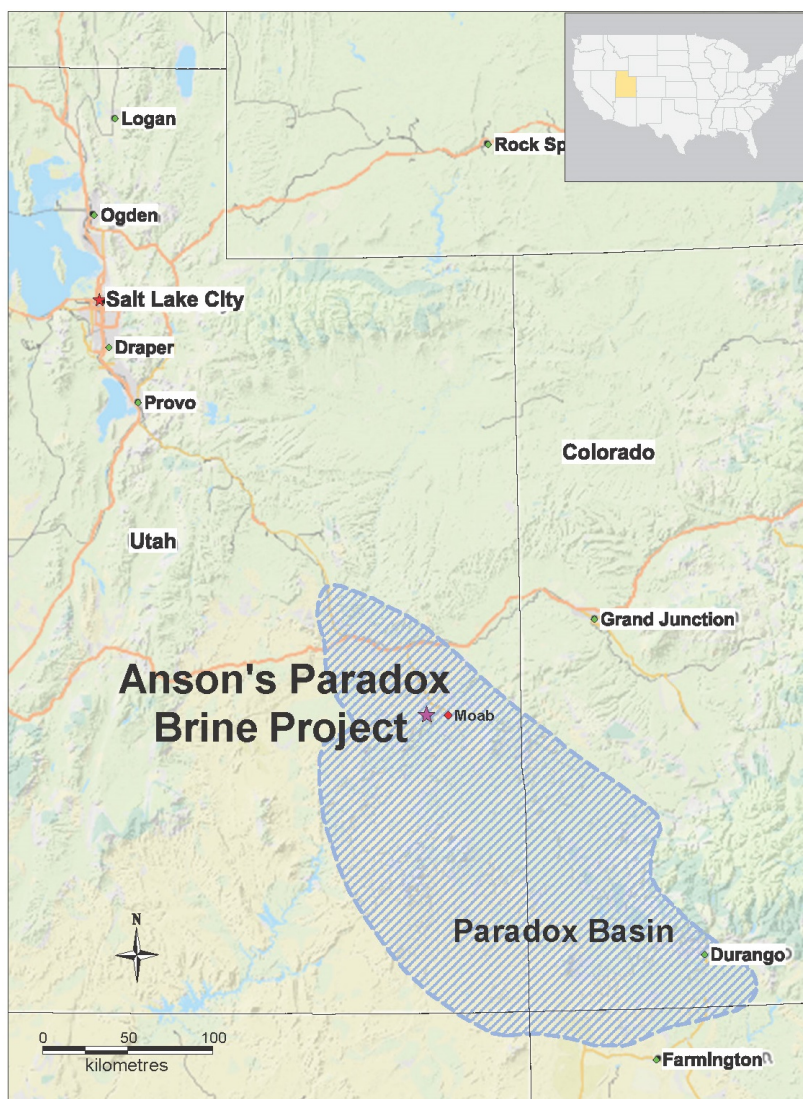 Logan
Rock Sp
Ogden
Salt Lake City
Draper
Provo
Colorado
Utah
Grand Junction
Anson's Paradox
Brine Project
Moab
Paradox Basin
N
Durango
0 50 100
kilometres
Farmington